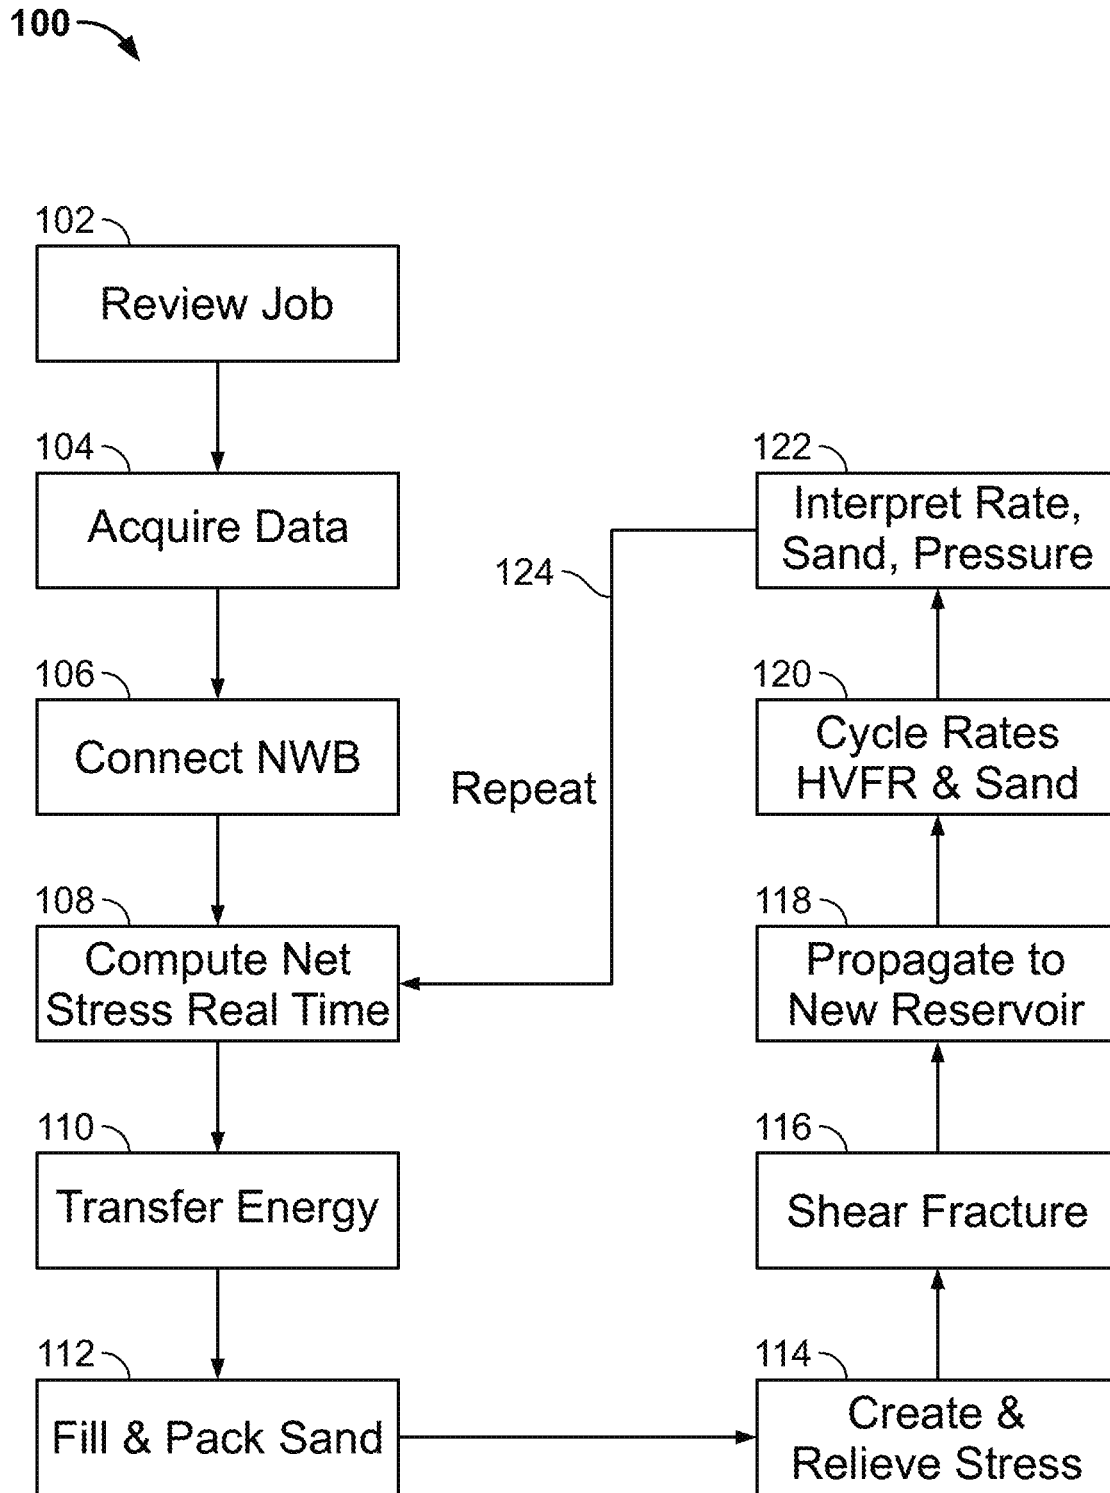 100
102
Review Job
104
Acquire Data
106
Connect NWB
108
Compute Net
Stress Real Time
110
Transfer Energy
112
Fill & Pack Sand
114
Create &
Relieve Stress
116
Shear Fracture
118
Propagate to
New Reservoir
120
Cycle Rates
HVFR & Sand
122
Interpret Rate,
Sand, Pressure
124
Repeat